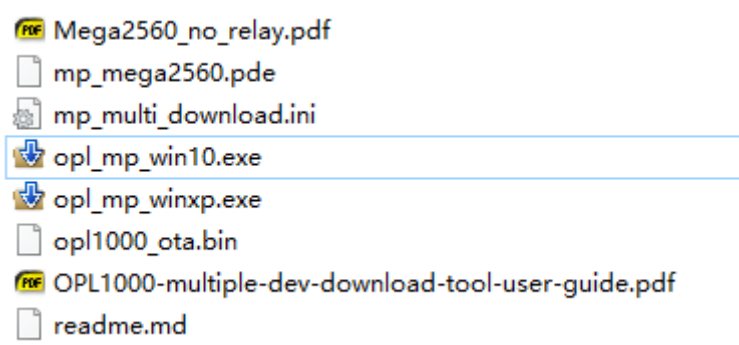 Mega2560_no_relay.pdf
mp_mega2560.pde
mp_multi_download.ini
opl_mp_win10.exe
opl_mp_winxp.exe
opl1000_ota.bin
OPL1000-multiple-dev-download-tool-user-guide.pdf
readme.md